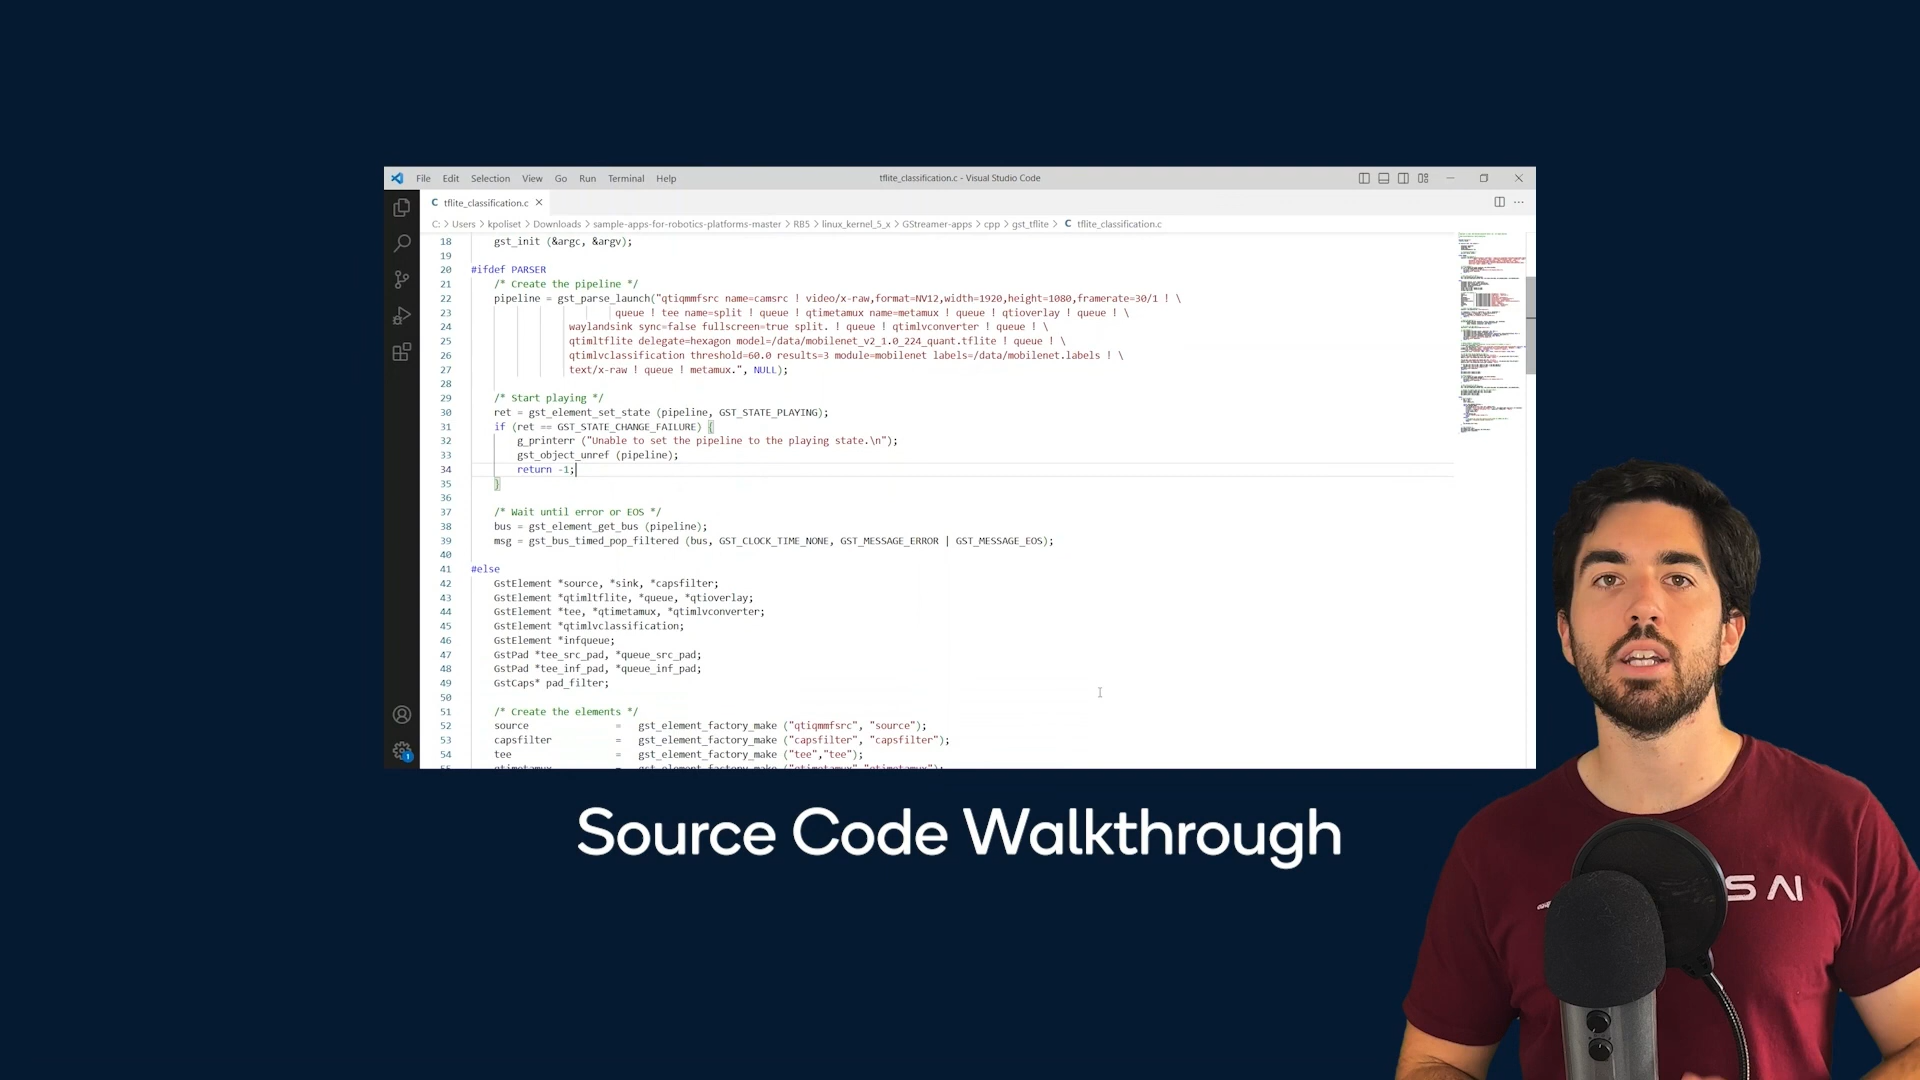 File Edit Selection View Go Run Terminal Help
tflite_classification.c - Visual Studio Code
tflite_classification.c
C: > Users > kpoliset > Downloads > sample-apps-for-robotics-platforms-master > RB5 > linux_kernel_5_x > GStreamer-apps > cpp > gst_tflite > C tflite_classification.c
18 gst_init (&argc, &argv);
19
20 #ifdef PARSER
21 /* Create the pipeline */
22 pipeline = gst_parse_launch("qtiqmmfsrc name=camsrc ! video/x-raw,format=NV12,width=1920,height=1080,framerate=30/1 ! \
23 queue ! tee name=split ! queue ! qtimetamux name=metamux ! queue ! qtioverlay ! queue ! \
24 waylandsink sync=false fullscreen=true split. ! queue ! qtimlvconverter ! queue ! \
25 qtimltflite delegate=hexagon model=/data/mobilenet_v2_1.0_224_quant.tflite ! queue ! \
26 qtimlvclassification threshold=60.0 results=3 module=mobilenet labels=/data/mobilenet.labels ! \
27 text/x-raw ! queue ! metamux.", NULL);
28
29 /* Start playing */
30 ret = gst_element_set_state (pipeline, GST_STATE_PLAYING);
31 if (ret == GST_STATE_CHANGE_FAILURE) {
32 g_printerr ("Unable to set the pipeline to the playing state.\n");
33 gst_object_unref (pipeline);
34 return -1;
35 }
36
37 /* Wait until error or EOS */
38 bus = gst_element_get_bus (pipeline);
39 msg = gst_bus_timed_pop_filtered (bus, GST_CLOCK_TIME_NONE, GST_MESSAGE_ERROR | GST_MESSAGE_EOS);
40
41 #else
42 GstElement *source, *sink, *capsfilter;
43 GstElement *qtimltflite, *queue, *qtioverlay;
44 GstElement *tee, *qtimetamux, *qtimlvconverter;
45 GstElement *qtimlvclassification;
46 GstElement *infqueue;
47 GstPad *tee_src_pad, *queue_src_pad;
48 GstPad *tee_inf_pad, *queue_inf_pad;
49 GstCaps* pad_filter;
50
51 /* Create the elements */
52 source = gst_element_factory_make ("qtiqmmfsrc", "source");
53 capsfilter = gst_element_factory_make ("capsfilter", "capsfilter");
54 tee = gst_element_factory_make ("tee","tee");
55 qtimetamux = gst_element_factory_make ("qtimetamux","qtimetamux");
1
Source Code Walkthrough
S AI